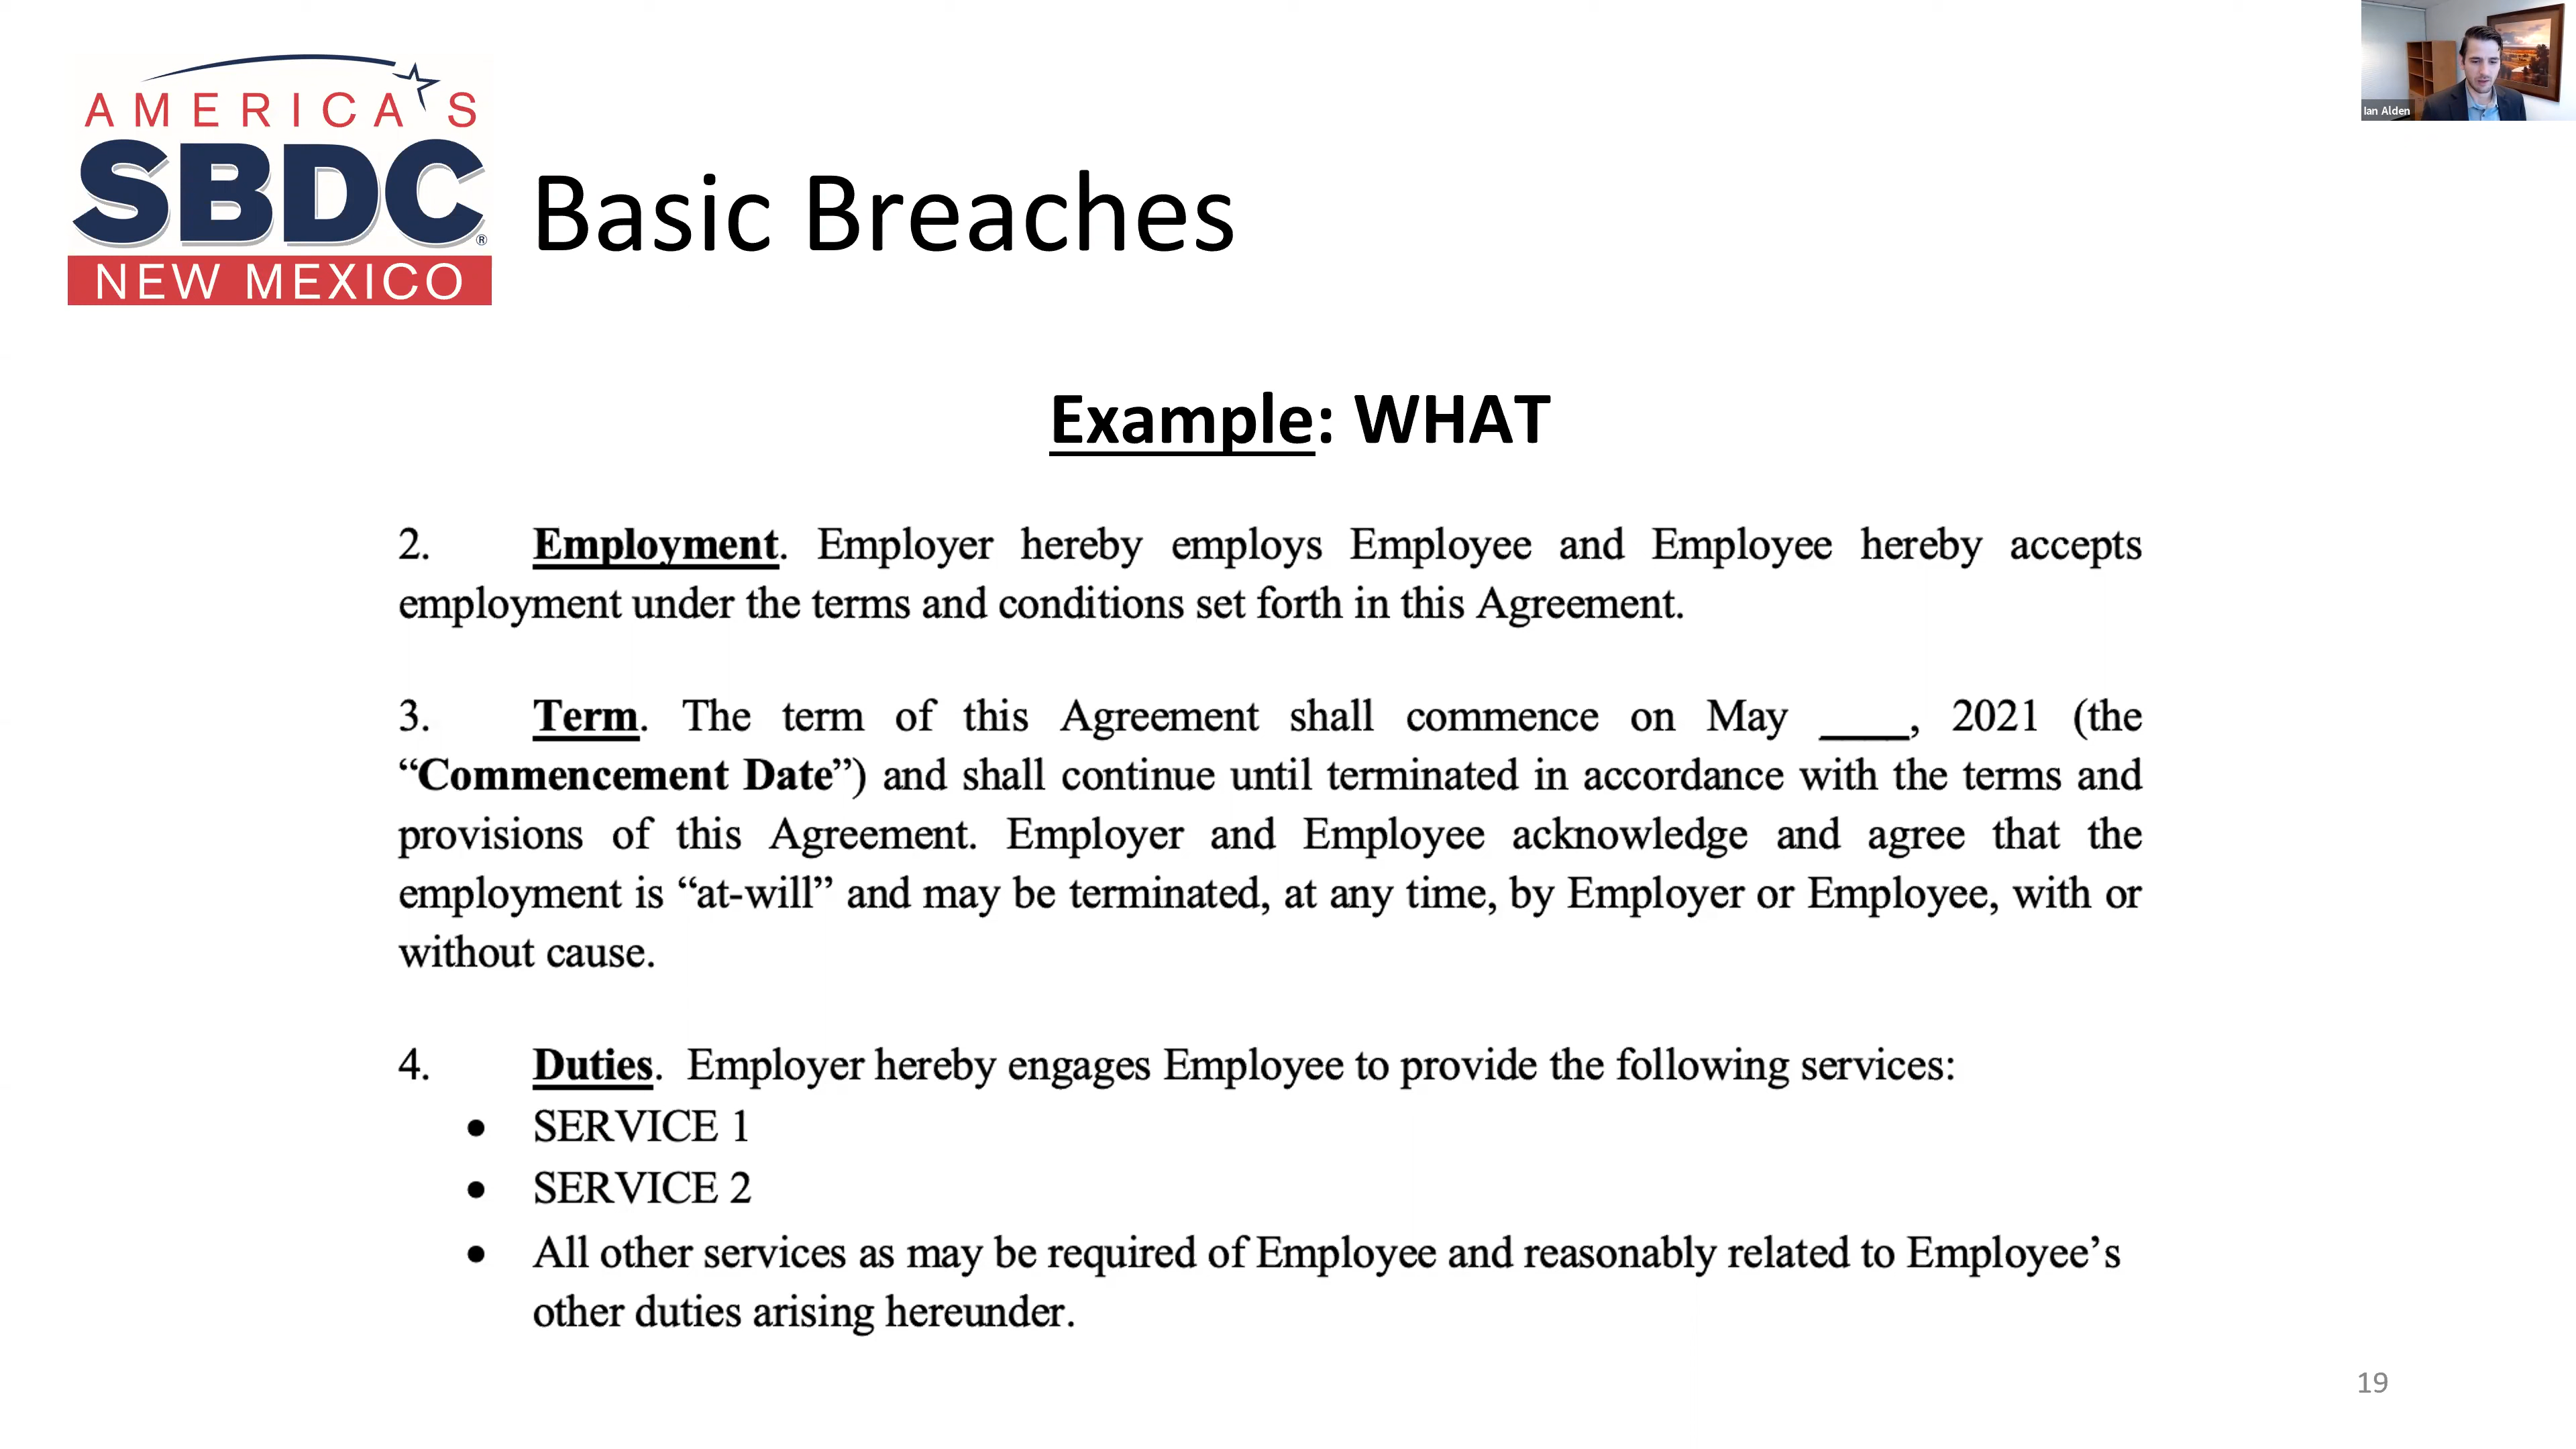 AMERICA'S
SBDC®
NEW MEXICO
Ian Alden
Basic Breaches
Example: WHAT
2. Employment. Employer hereby employs Employee and Employee hereby accepts
employment under the terms and conditions set forth in this Agreement.
3. Term. The term of this Agreement shall commence on May ____, 2021 (the
“Commencement Date”) and shall continue until terminated in accordance with the terms and
provisions of this Agreement. Employer and Employee acknowledge and agree that the
employment is “at-will” and may be terminated, at any time, by Employer or Employee, with or
without cause.
4. Duties. Employer hereby engages Employee to provide the following services:
• SERVICE 1
• SERVICE 2
• All other services as may be required of Employee and reasonably related to Employee’s
other duties arising hereunder.
19